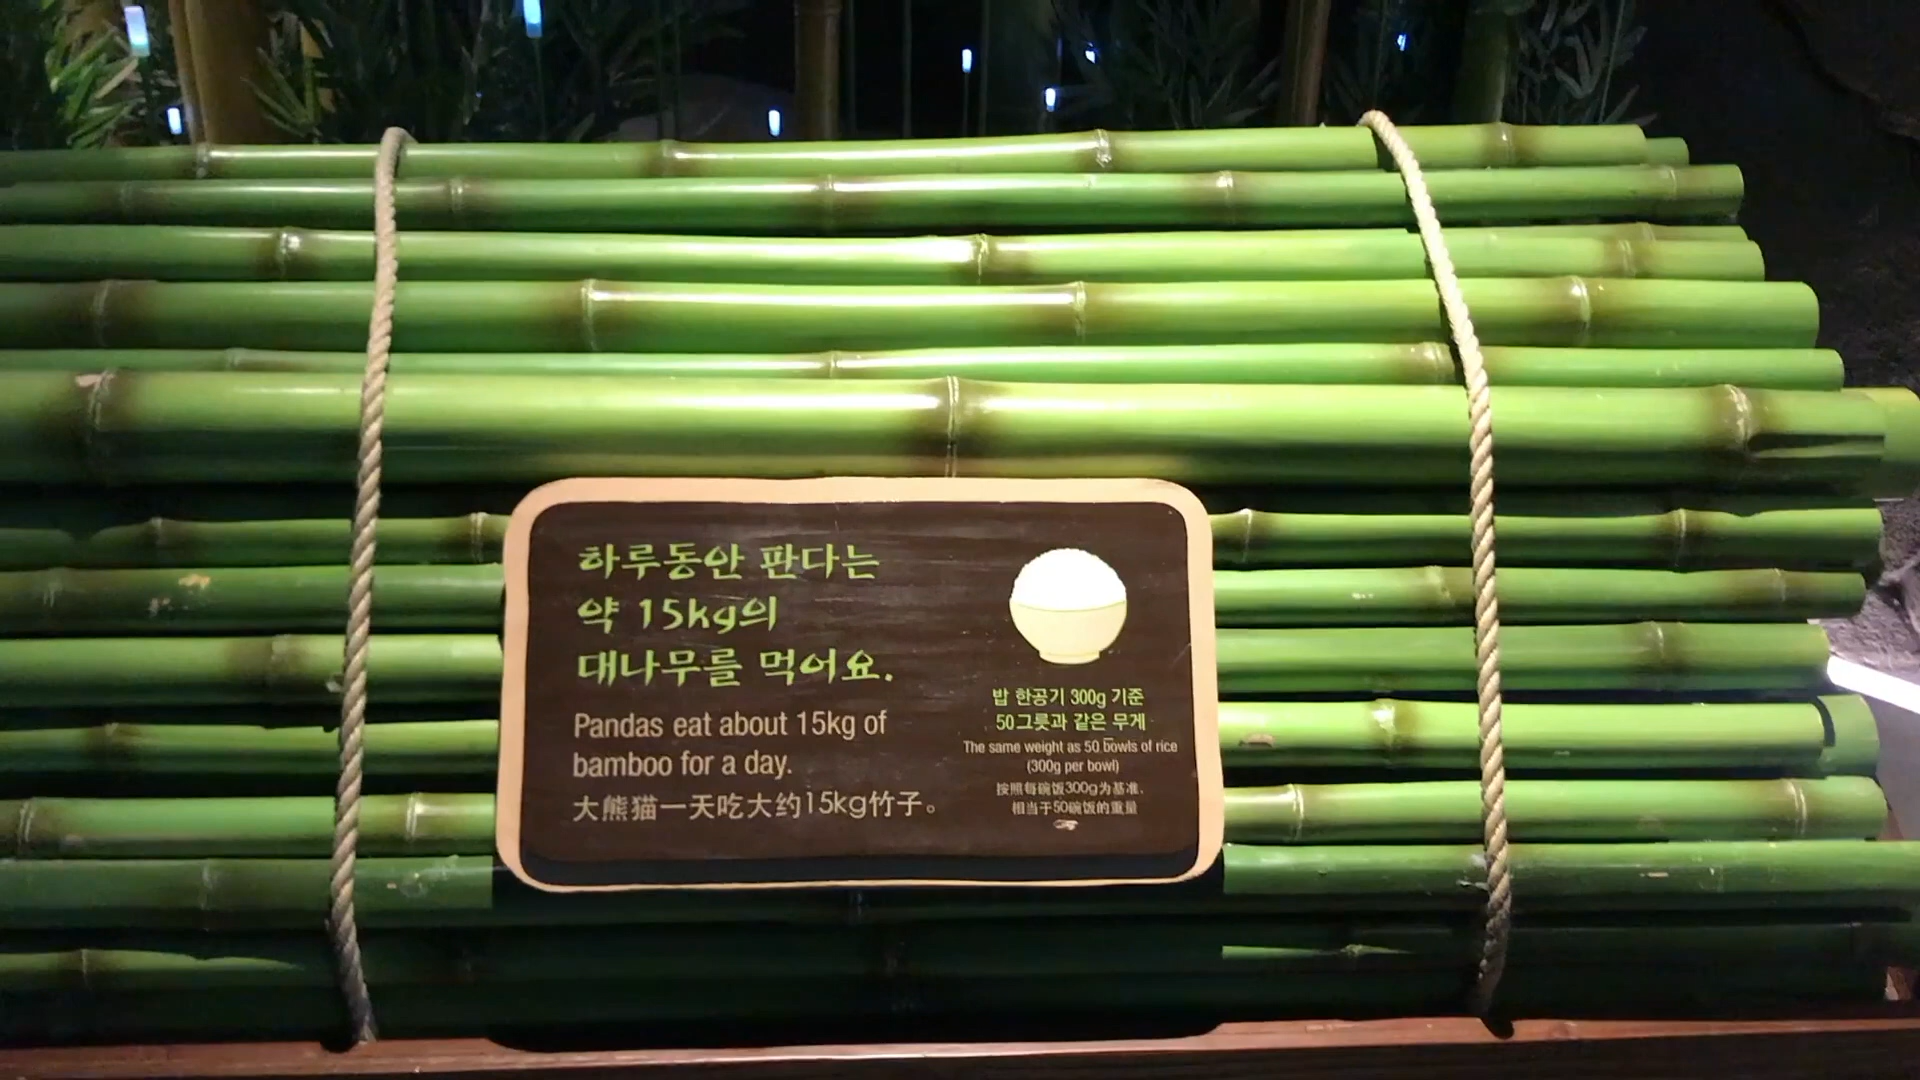 하루동안 판다는
약 15kg의
대나무를 먹어요.
Pandas eat about 15kg of
bamboo for a day.
大熊猫一天吃大约15kg竹子。
밥 한공기 300g 기준
50그릇과 같은 무게
The same weight as 50 bowls of rice
(300g per bowl)
按照每碗饭300g为基准,
相当于50碗饭的重量